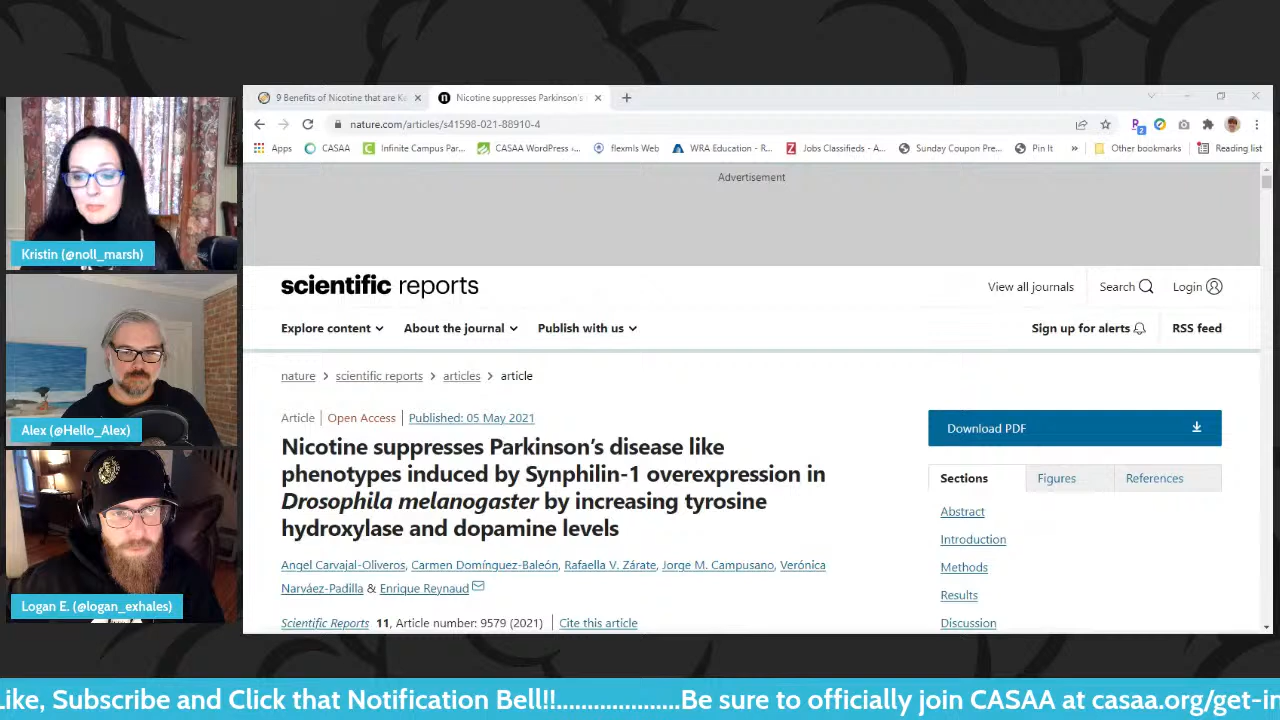 9 Benefits of Nicotine that are Ke
Nicotine suppresses Parkinson's
nature.com/articles/s41598-021-88910-4
Apps
CASAA
Infinite Campus Par...
CASAA WordPress ‹...
flexmls Web
WRA Education - R...
Jobs Classifieds - A...
Sunday Coupon Pre...
Pin It
»
Other bookmarks
Reading list
Advertisement
scientific reports
View all journals
Search
Login
Explore content
About the journal
Publish with us
Sign up for alerts
RSS feed
nature > scientific reports > articles > article
Article | Open Access | Published: 05 May 2021
Nicotine suppresses Parkinson's disease like
phenotypes induced by Synphilin-1 overexpression in
Drosophila melanogaster by increasing tyrosine
hydroxylase and dopamine levels
Angel Carvajal-Oliveros, Carmen Domínguez-Baleón, Rafaella V. Zárate, Jorge M. Campusano, Verónica
Narváez-Padilla & Enrique Reynaud
Scientific Reports 11, Article number: 9579 (2021) | Cite this article
Download PDF
Sections
Figures
References
Abstract
Introduction
Methods
Results
Discussion
Kristin (@noll_marsh)
Alex (@Hello_Alex)
Logan E. (@logan_exhales)
Like, Subscribe and Click that Notification Bell!!....................Be sure to officially join CASAA at casaa.org/get-in